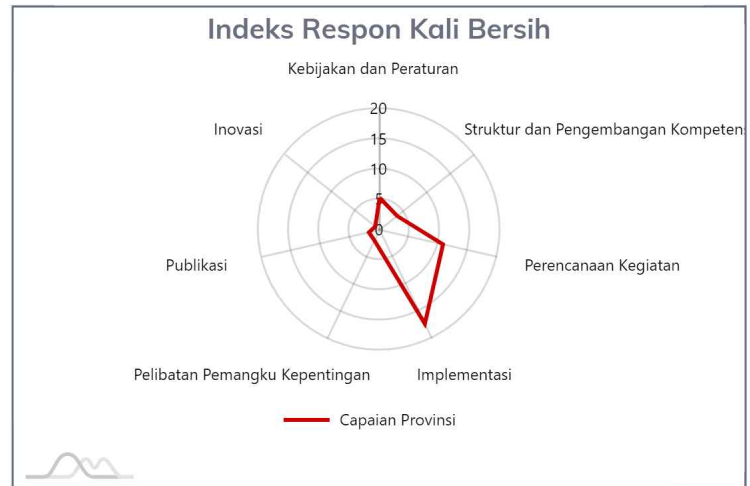 Indeks Respon Kali Bersih
Kebijakan dan Peraturan
20
Inovasi
Struktur dan Pengembangan Kompetens
15
10
5
0
Publikasi
Perencanaan Kegiatan
Pelibatan Pemangku Kepentingan
Implementasi
Capaian Provinsi